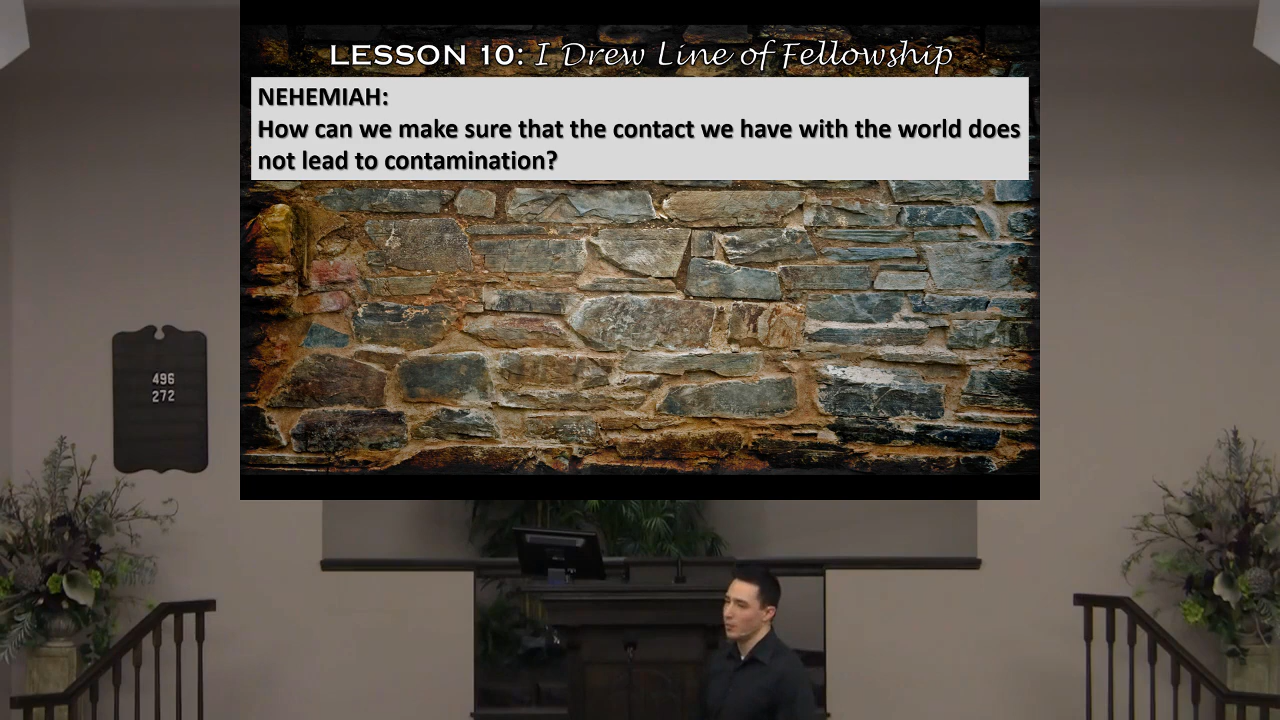 LESSON 10: I Drew Line of Fellowship
NEHEMIAH:
How can we make sure that the contact we have with the world does
not lead to contamination?
496
272